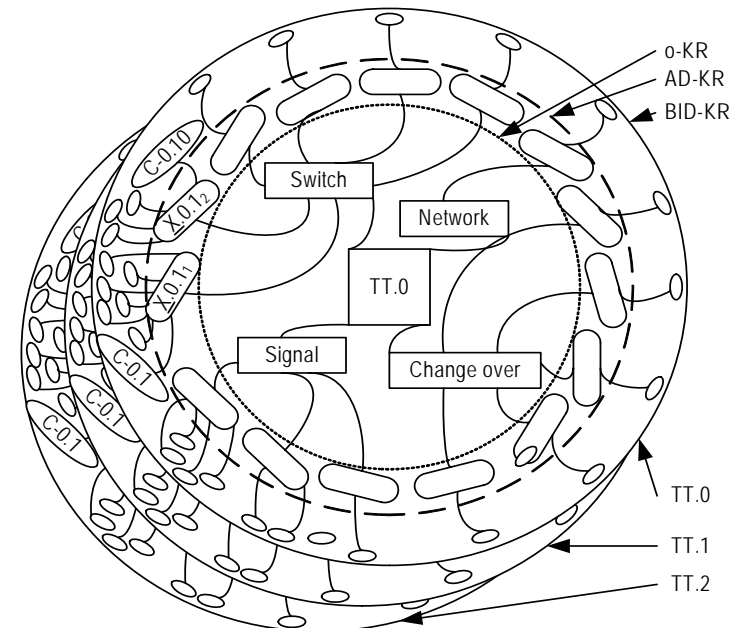 o-KR
AD-KR
BID-KR
C-0.10
Switch
X.0.1₂
Network
X.0.1₁
TT.0
Signal
Change over
C-0.1
C-0.1
C-0.1
TT.0
TT.1
TT.2